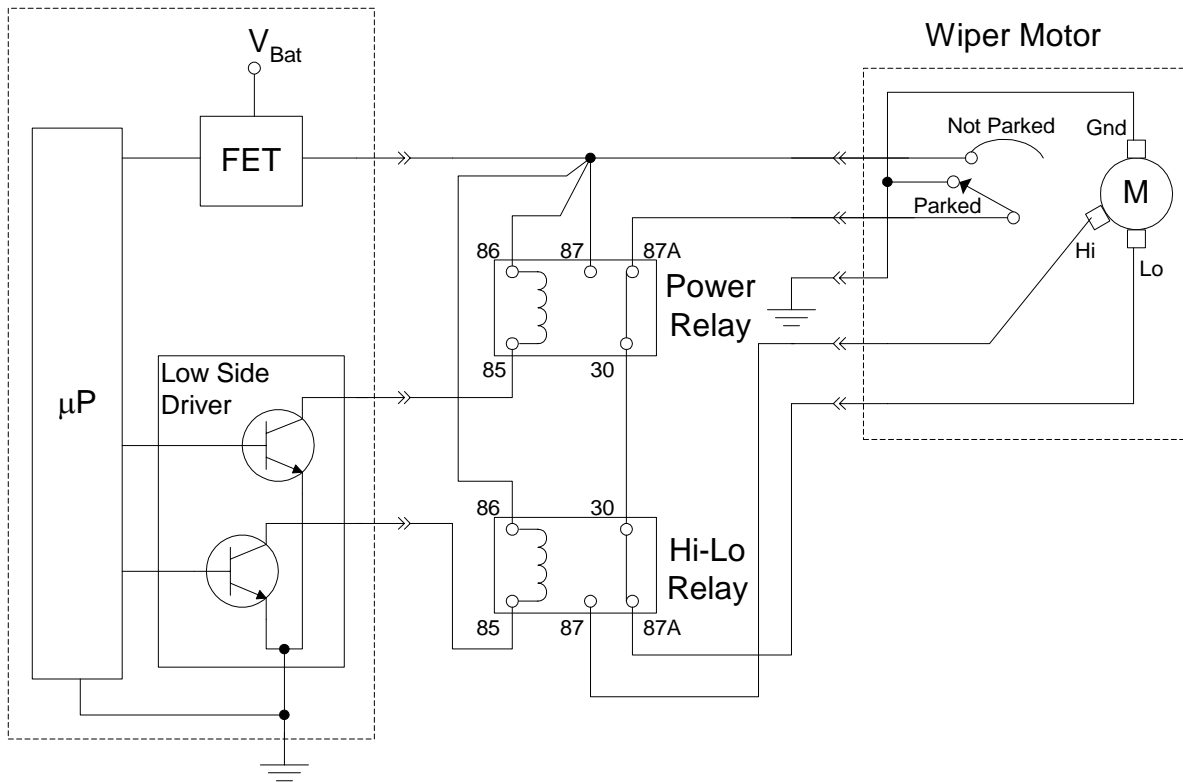 V Bat
FET
μP
Low Side
Driver
86
87
87A
Power
Relay
85
30
86
30
Hi-Lo
Relay
85
87
87A
Wiper Motor
Not Parked
Gnd
M
Parked
Hi
Lo